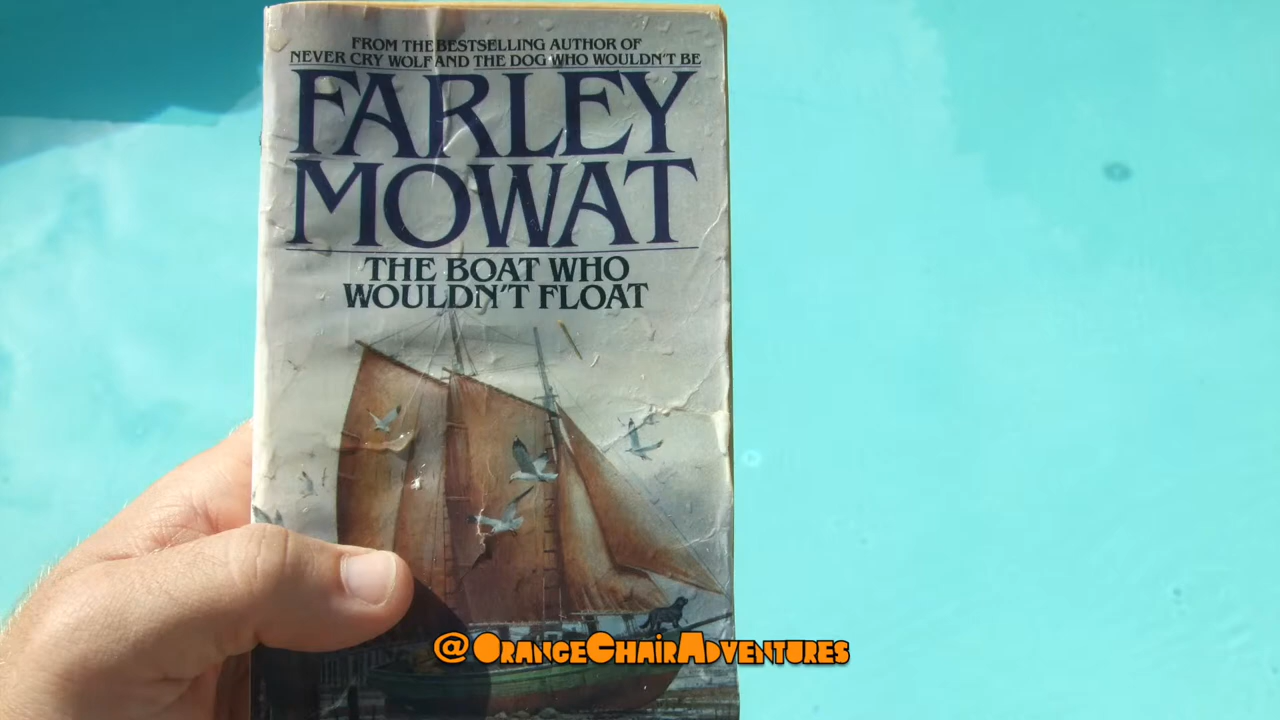 FROM THE BESTSELLING AUTHOR OF
NEVER CRY WOLF AND THE DOG WHO WOULDN'T BE
FARLEY
MOWAT
THE BOAT WHO
WOULDN'T FLOAT
@OrangeChairAdventures